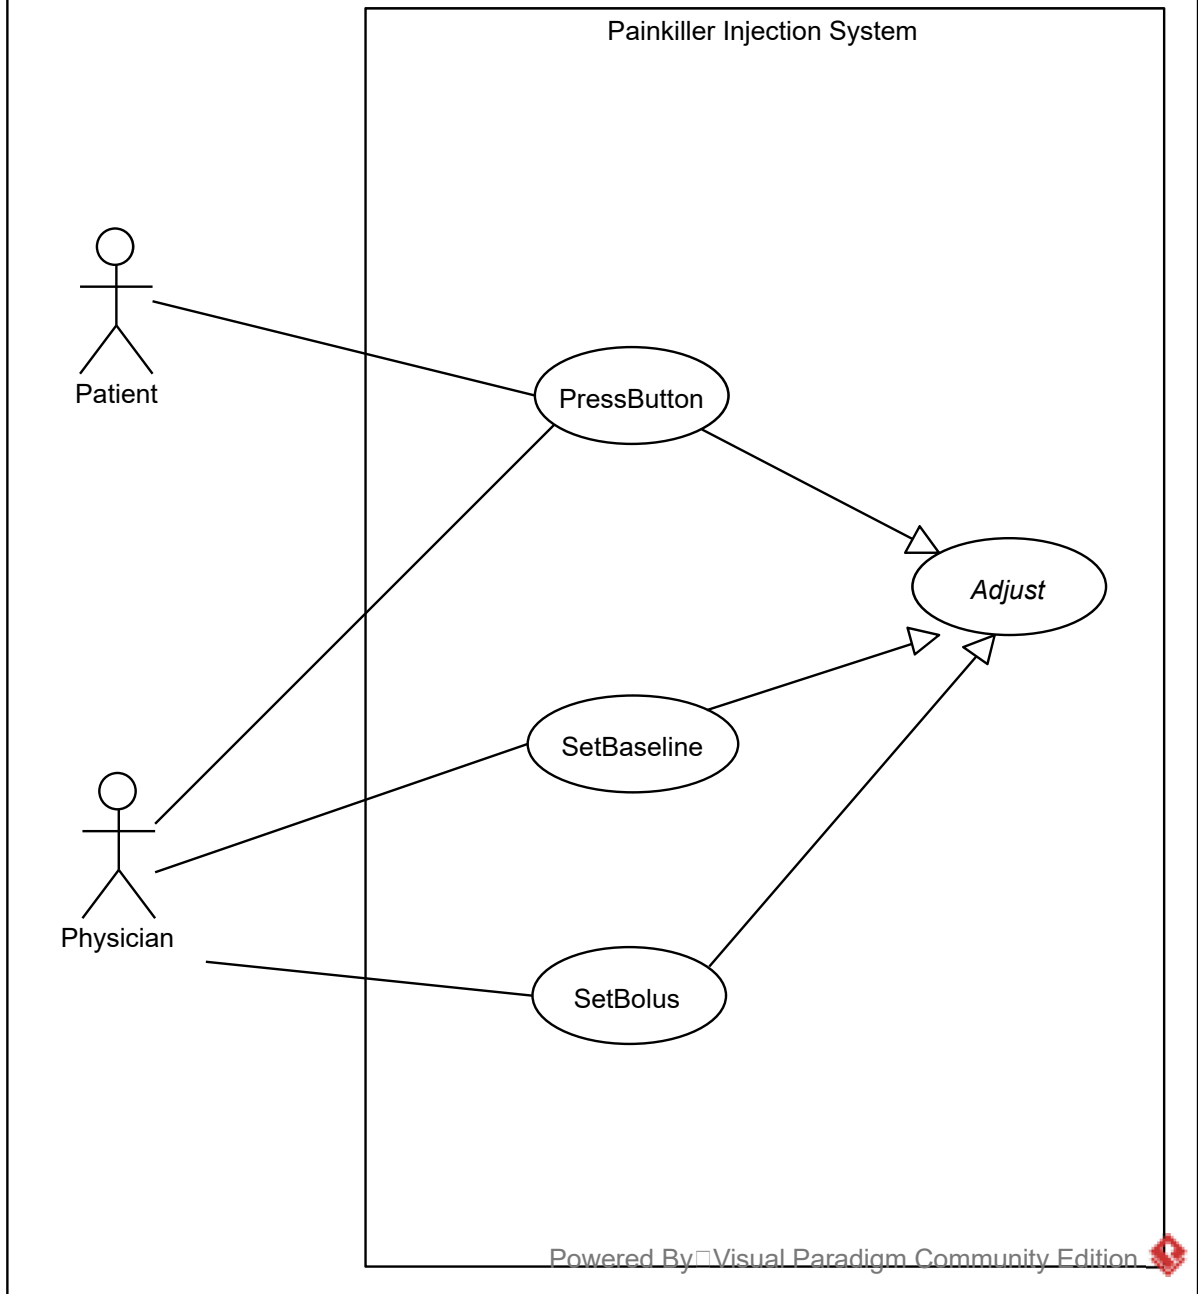 Painkiller Injection System
Patient
PressButton
Adjust
SetBaseline
Physician
SetBolus
Powered By□Visual Paradigm Community Edition